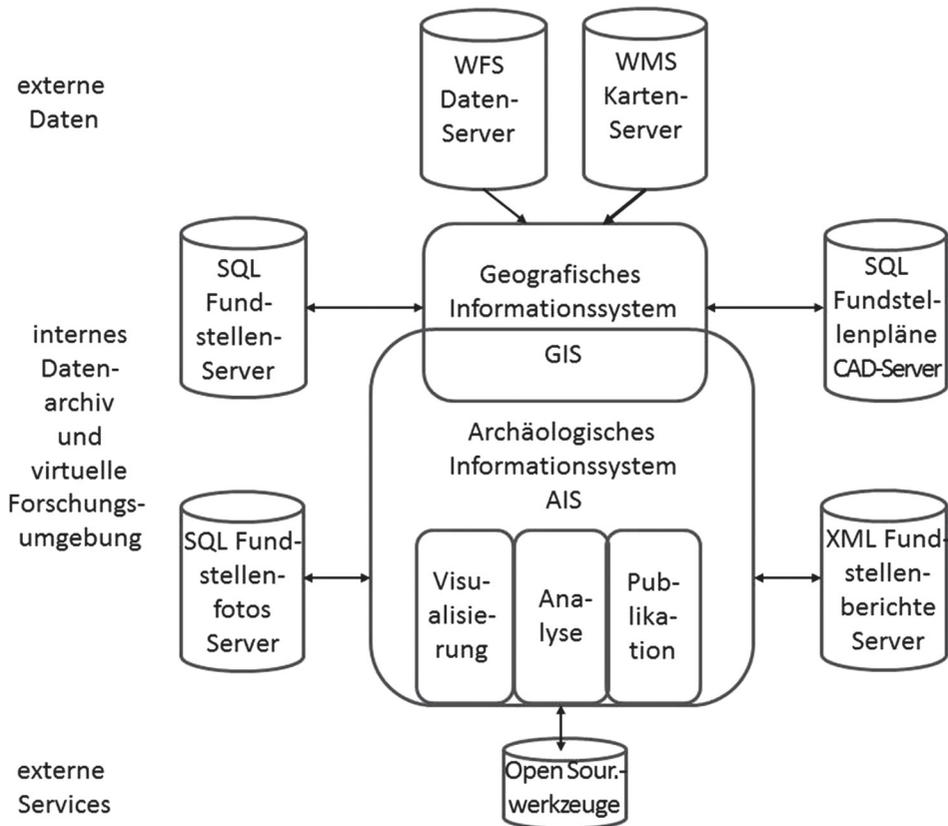 externe
Daten
WFS
Daten-
Server
WMS
Karten-
Server
SQL
Fund-
stellen-
Server
Geografisches
Informationssystem
GIS
SQL
Fundstel-
lenpläne
CAD-Server
internes
Daten-
archiv
und
virtuelle
Forschungs-
umgebung
Archäologisches
Informationssystem
AIS
SQL Fund-
stellen-
fotos
Server
Visu-
alisie-
rung
Ana-
lyse
Pub-
lika-
tion
XML Fund-
stellen-
berichte
Server
externe
Services
Open Sour.-
werkzeuge